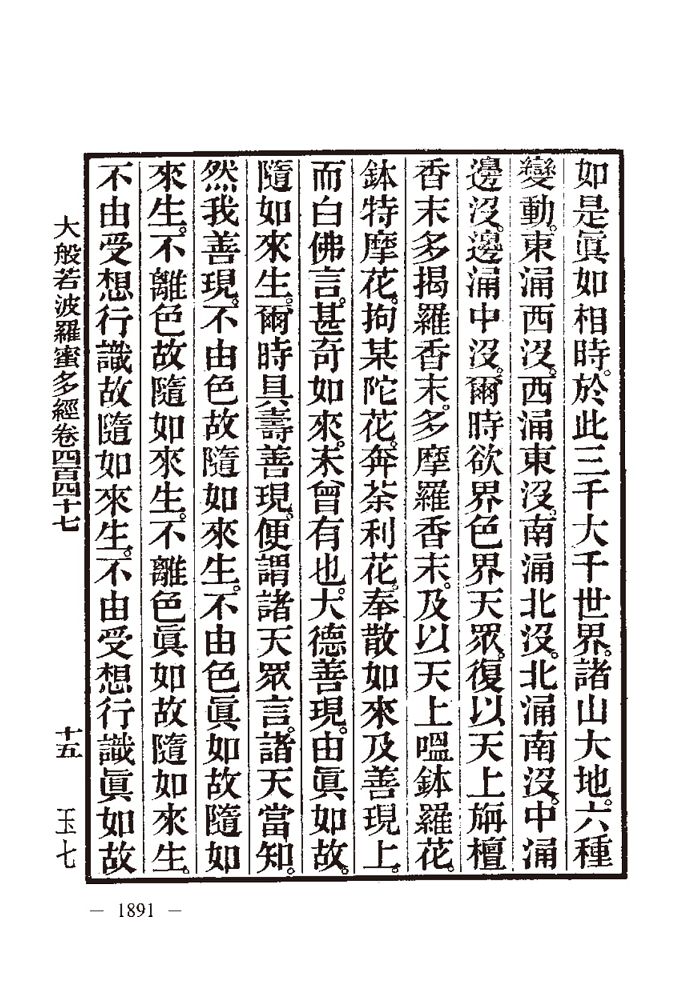 如是眞如相時。於此三千大千世界。諸山大地。六種
變動。東涌西沒。西涌東沒。南涌北沒。北涌南沒。中涌
邊沒。邊涌中沒。爾時欲界色界天眾。復以天上旃檀
香末多揭羅香末。多摩羅香末。及以天上嗢鉢羅花。
鉢特摩花。拘某陀花。奔荼利花。奉散如來及善現上。
而白佛言。甚奇如來。未曾有也。大德善現。由眞如故。
隨如來生。爾時具壽善現。便謂諸天眾言。諸天當知。
然我善現。不由色故隨如來生。不由色眞如故隨如
來生。不離色故隨如來生。不離色眞如故隨如來生。
不由受想行識故隨如來生。不由受想行識眞如故
大般若波羅蜜多經卷四百四十七
十五
玉七
— 1891 —